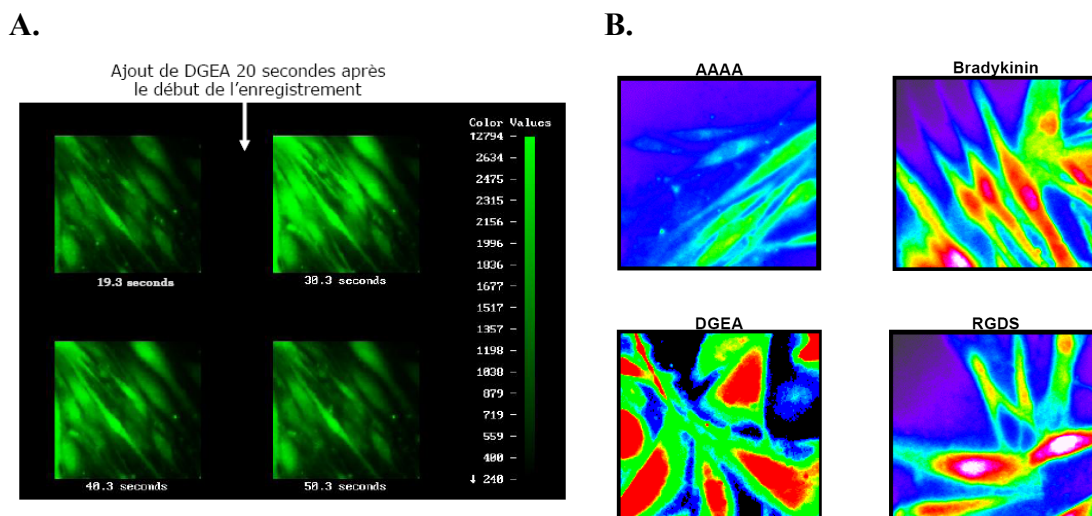 A.
B.
Ajout de DGEA 20 secondes après
le début de l'enregistrement
Color Values
↑2794
2634
2475
2315
2156
1996
1836
1677
1517
1357
1198
1038
879
719
559
400
↓ 240
19.3 seconds
30.3 seconds
40.3 seconds
50.3 seconds
AAAA
Bradykinin
DGEA
RGDS